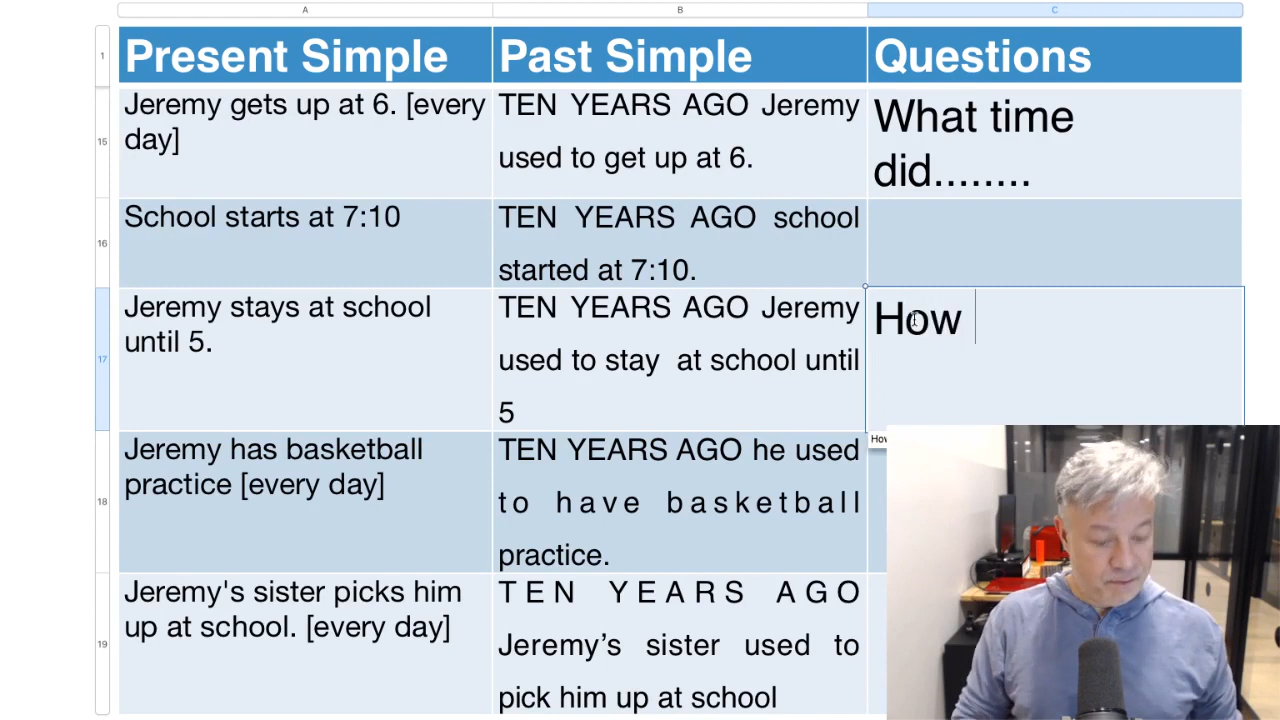 A B C
1 Present Simple Past Simple Questions
15 Jeremy gets up at 6. [every day] TEN YEARS AGO Jeremy used to get up at 6. What time did........
16 School starts at 7:10 TEN YEARS AGO school started at 7:10.
17 Jeremy stays at school until 5. TEN YEARS AGO Jeremy used to stay at school until 5 How
How
18 Jeremy has basketball practice [every day] TEN YEARS AGO he used to have basketball practice.
19 Jeremy's sister picks him up at school. [every day] TEN YEARS AGO Jeremy’s sister used to pick him up at school